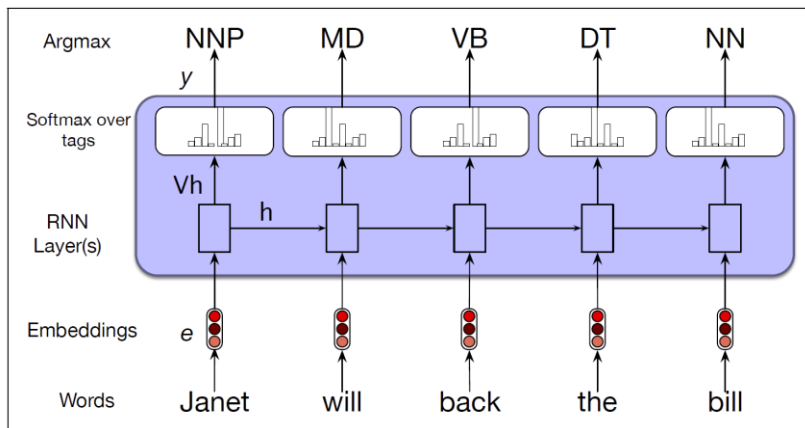 Argmax NNP MD VB DT NN
y
Softmax over
tags
Vh
RNN
Layer(s)
h
Embeddings e
Words Janet will back the bill